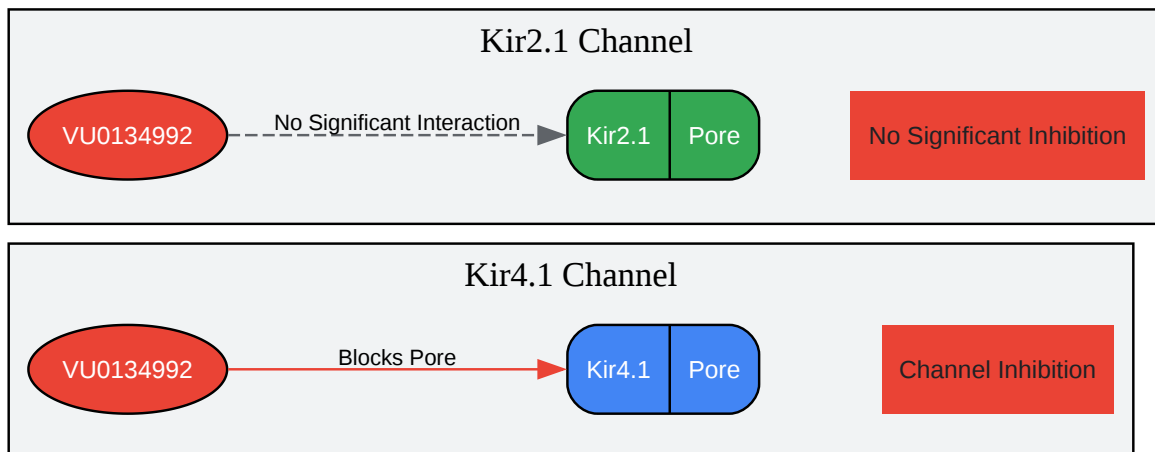 Kir2.1 Channel
VU0134992
No Significant Interaction
Kir2.1
Pore
No Significant Inhibition
Kir4.1 Channel
VU0134992
Blocks Pore
Kir4.1
Pore
Channel Inhibition